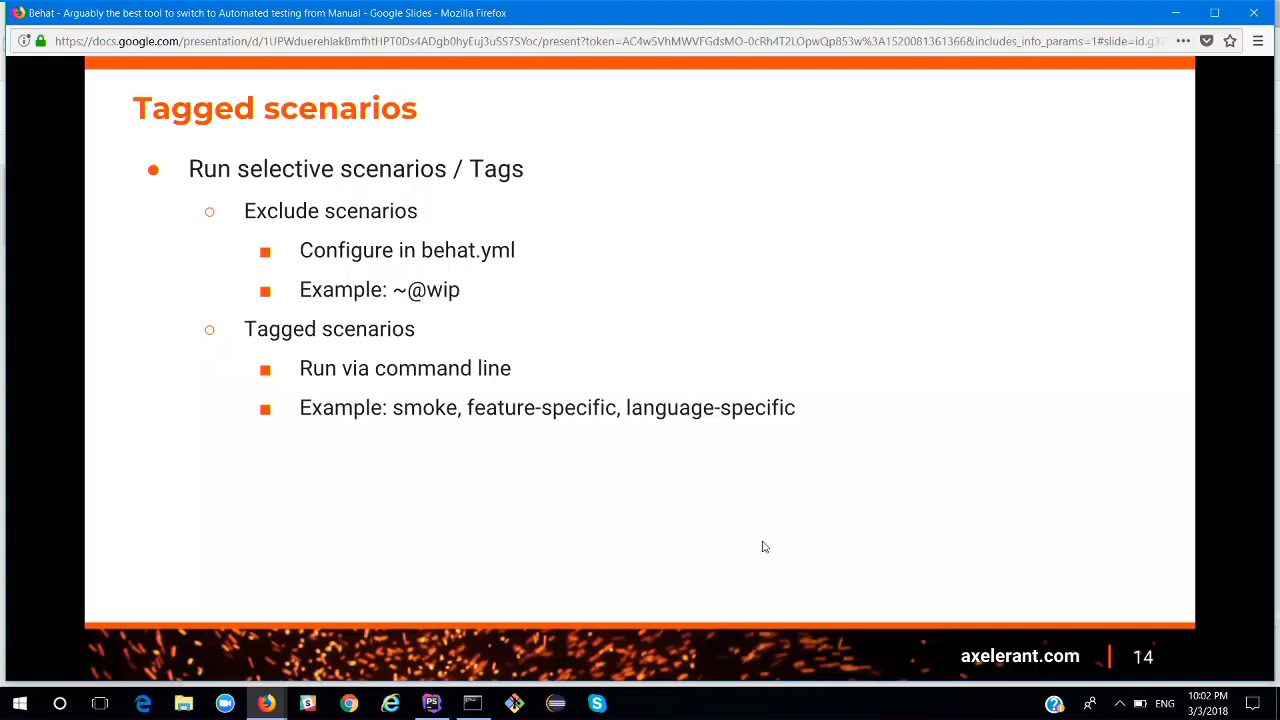 Behat - Arguably the best tool to switch to Automated testing from Manual - Google Slides - Mozilla Firefox
Tagged scenarios
Run selective scenarios / Tags
Exclude scenarios
Configure in behat.yml
Example: ~@wip
Tagged scenarios
Run via command line
Example: smoke, feature-specific, language-specific
axelerant.com
14
10:02 PM
ENG
3/3/2018